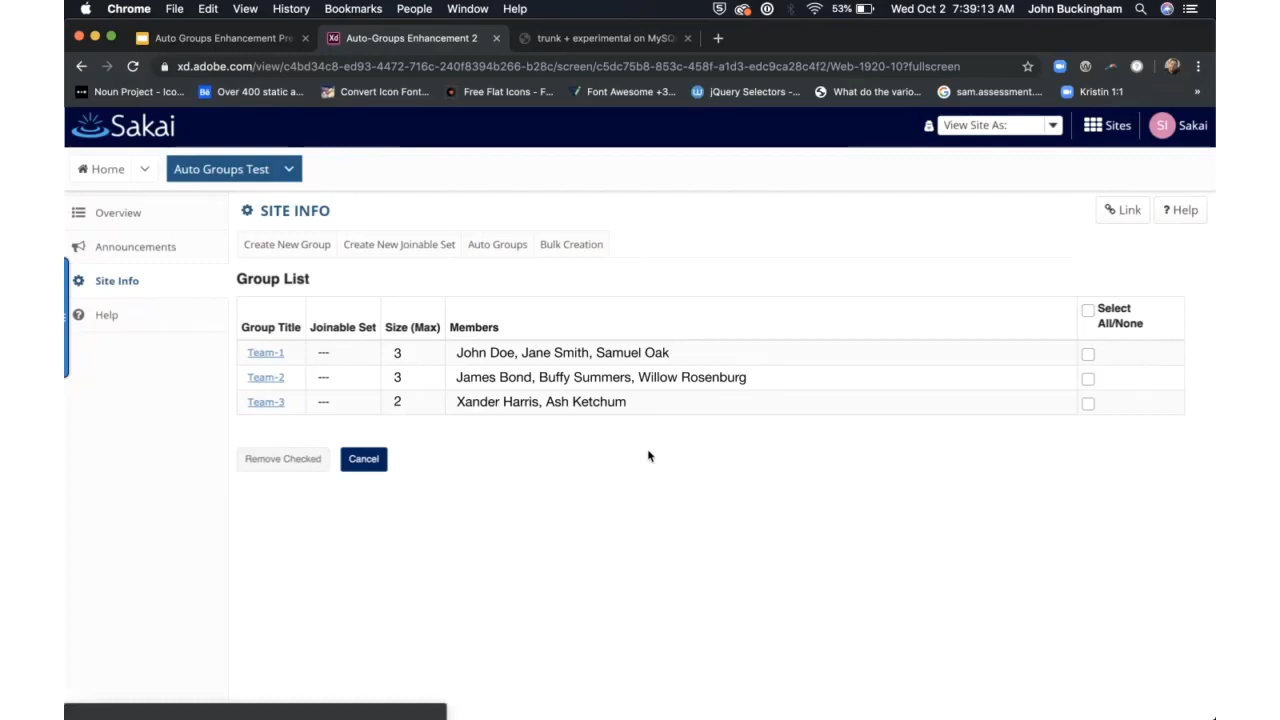 Chrome File Edit View History Bookmarks People Window Help 53% Wed Oct 2 7:39:13 AM John Buckingham
Auto Groups Enhancement Pre Auto-Groups Enhancement 2 trunk + experimental on MySQ
xd.adobe.com/view/c4bd34c8-ed93-4472-716c-240f8394b266-b28c/screen/c5dc75b8-853c-458f-a1d3-edc9ca28c4f2/Web-1920-10?fullscreen
Noun Project - Ico... Over 400 static a... Convert Icon Font... Free Flat Icons - F... Font Awesome +3... jQuery Selectors -... What do the vario... sam.assessment.... Kristin 1:1 »
Sakai View Site As: Sites SI Sakai
Home Auto Groups Test
Overview
Announcements
Site Info
Help
SITE INFO Link ? Help
Create New Group Create New Joinable Set Auto Groups Bulk Creation
Group List
Group Title Joinable Set Size (Max) Members Select All/None
Team-1 --- 3 John Doe, Jane Smith, Samuel Oak
Team-2 --- 3 James Bond, Buffy Summers, Willow Rosenburg
Team-3 --- 2 Xander Harris, Ash Ketchum
Remove Checked Cancel